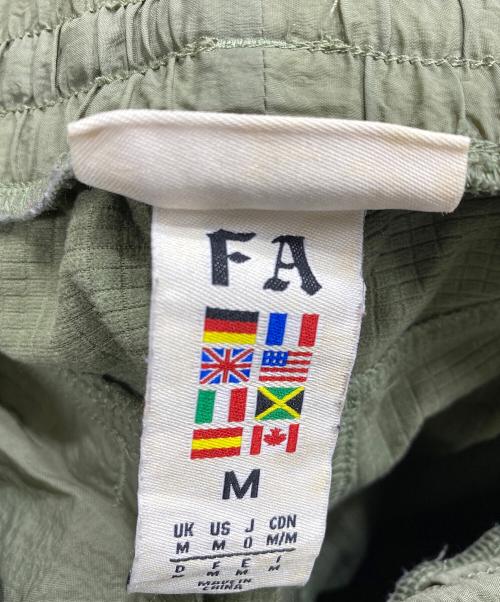 FA
M
UK US J CDN
M M O M/M
D F E I
M M M M
MADE IN
CHINA